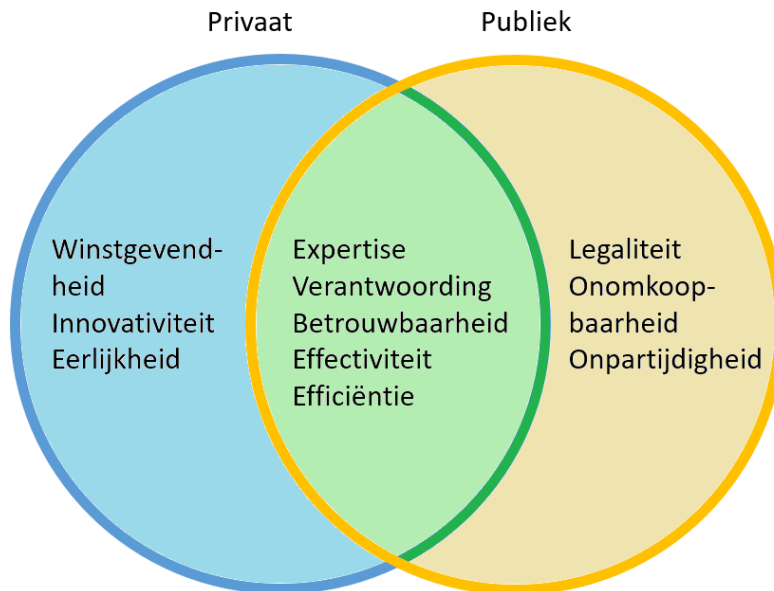 Privaat
Publiek
Winstgevend-
heid
Innovativiteit
Eerlijkheid
Expertise
Verantwoording
Betrouwbaarheid
Effectiviteit
Efficiëntie
Legaliteit
Onomkoop-
baarheid
Onpartijdigheid